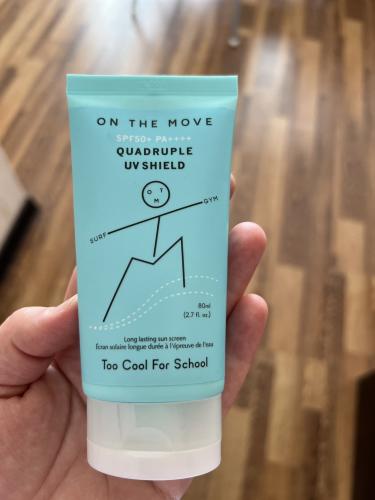 ON THE MOVE
SPF50+ PA++++
QUADRUPLE
UV SHIELD
O T
M
SURF GYM
80ml
(2.7 fl. oz.)
Long lasting sun screen
Écran solaire longue durée à l'épreuve de l'eau
Too Cool For School